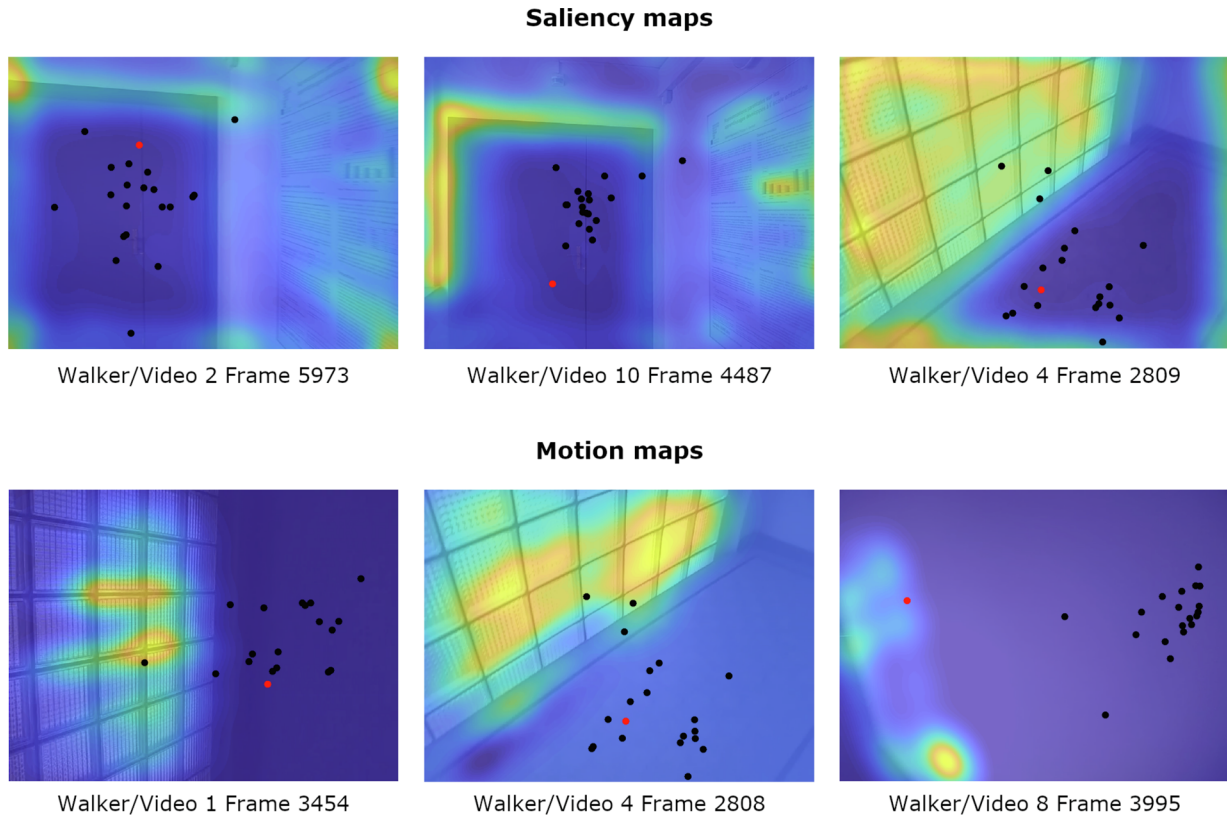 Saliency maps
Walker/Video 2 Frame 5973
Walker/Video 10 Frame 4487
Walker/Video 4 Frame 2809
Motion maps
Walker/Video 1 Frame 3454
Walker/Video 4 Frame 2808
Walker/Video 8 Frame 3995